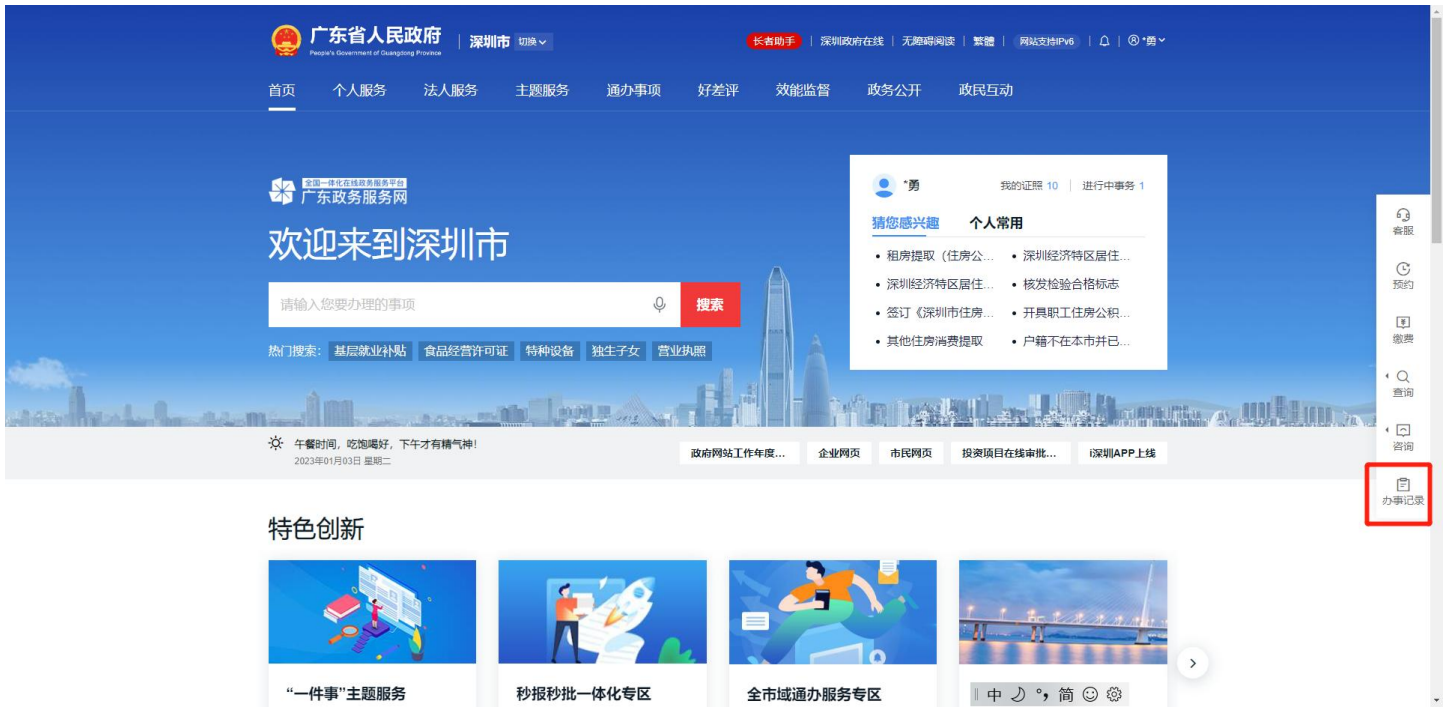 广东省人民政府
People's Government of Guangdong Province
深圳市 切换
长者助手 深圳政府在线 无障碍阅读 繁體 网站支持IPv6 *勇
首页 个人服务 法人服务 主题服务 通办事项 好差评 效能监督 政务公开 政民互动
全国一体化在线政务服务平台
广东政务服务网
欢迎来到深圳市
请输入您要办理的事项 搜索
热门搜索: 基层就业补贴 食品经营许可证 特种设备 独生子女 营业执照
*勇 我的证照 10 进行中事务 1
猜您感兴趣 个人常用
• 租房提取（住房公... • 深圳经济特区居住...
• 深圳经济特区居住... • 核发检验合格标志
• 签订《深圳市住房... • 开具职工住房公积...
• 其他住房消费提取 • 户籍不在本市并已...
客服
预约
缴费
查询
咨询
办事记录
午餐时间，吃饱喝好，下午才有精气神！
2023年01月03日 星期二
政府网站工作年度... 企业网页 市民网页 投资项目在线审批... i深圳APP上线
特色创新
“一件事”主题服务 秒报秒批一体化专区 全市域通办服务专区
中 简